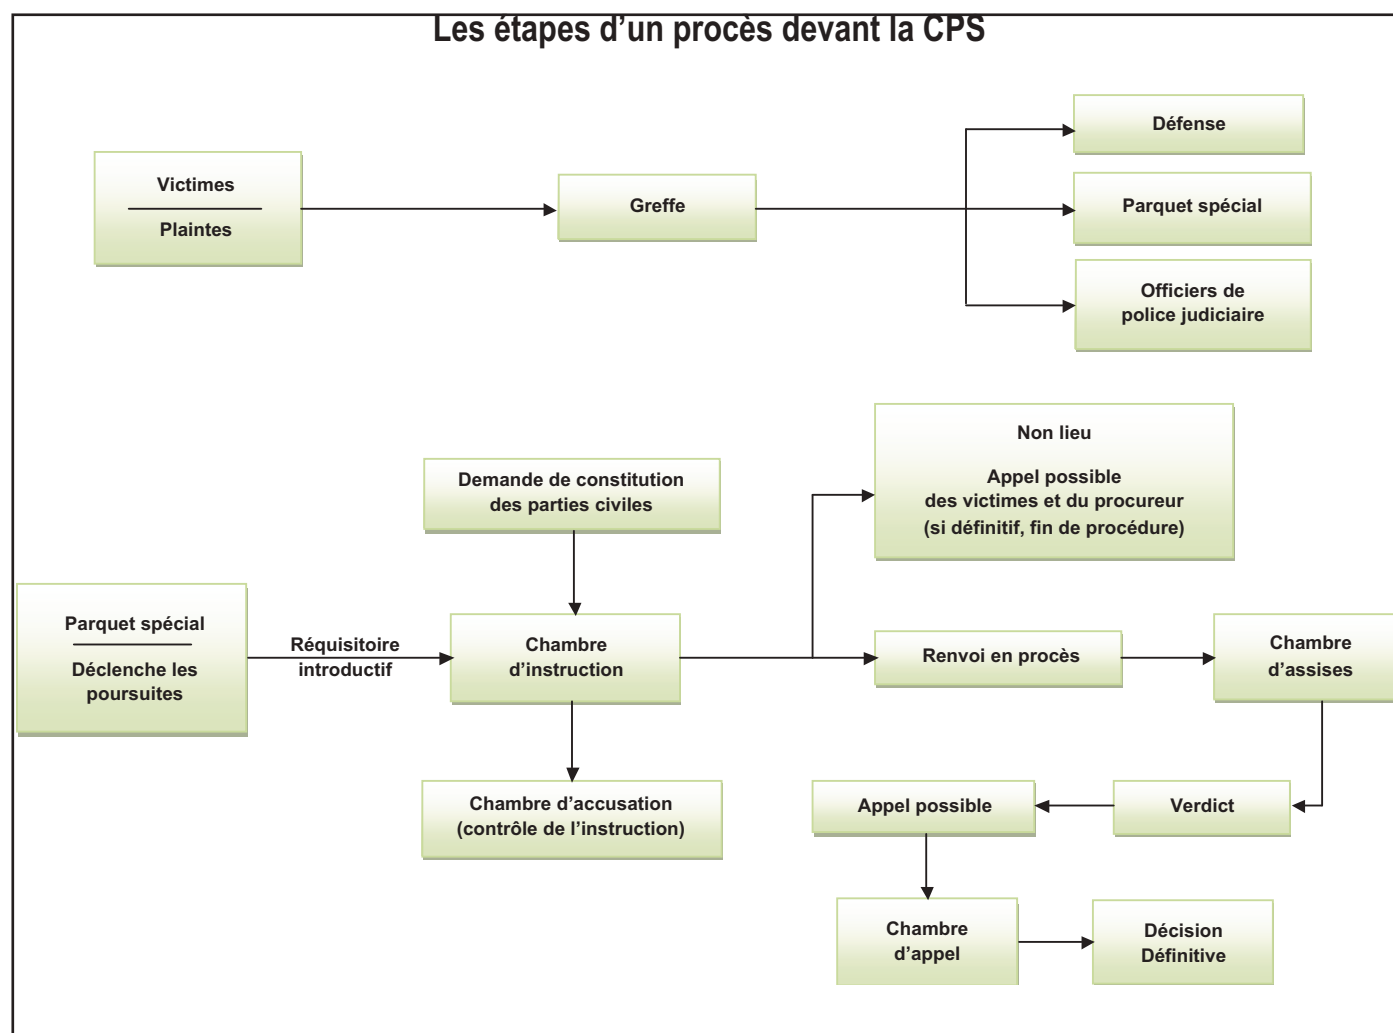 Les étapes d’un procès devant la CPS
Victimes
Plaintes
Greffe
Défense
Parquet spécial
Officiers de
police judiciaire
Non lieu
Appel possible
des victimes et du procureur
(si définitif, fin de procédure)
Demande de constitution
des parties civiles
Parquet spécial
Déclenche les
poursuites
Réquisitoire
introductif
Chambre
d’instruction
Renvoi en procès
Chambre
d’assises
Chambre d’accusation
(contrôle de l’instruction)
Appel possible
Verdict
Chambre
d’appel
Décision
Définitive